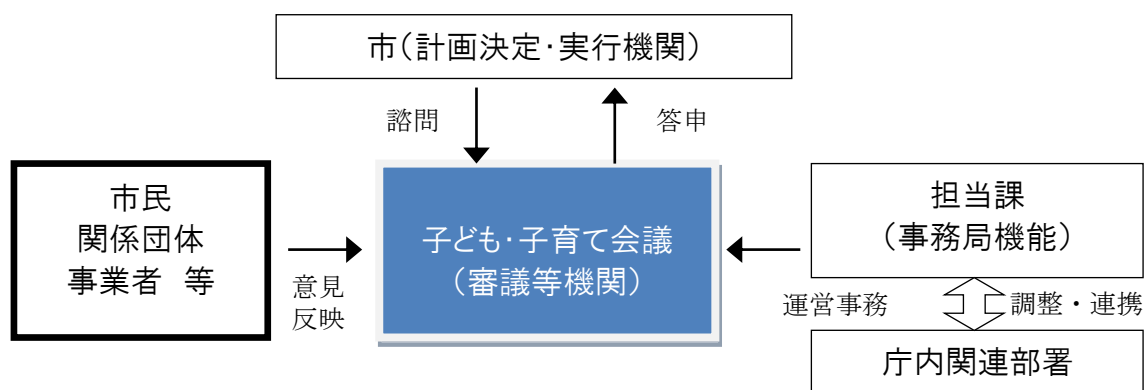 市（計画決定・実行機関）
諮問
答申
市民
関係団体
事業者　等
意見
反映
子ども・子育て会議
（審議等機関）
担当課
（事務局機能）
運営事務
調整・連携
庁内関連部署